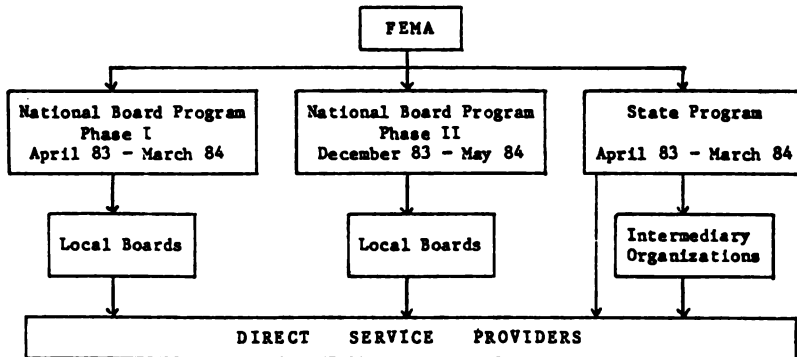 FEMA
National Board Program
Phase I
April 83 - March 84
National Board Program
Phase II
December 83 - May 84
State Program
April 83 - March 84
Local Boards
Local Boards
Intermediary
Organizations
DIRECT SERVICE PROVIDERS